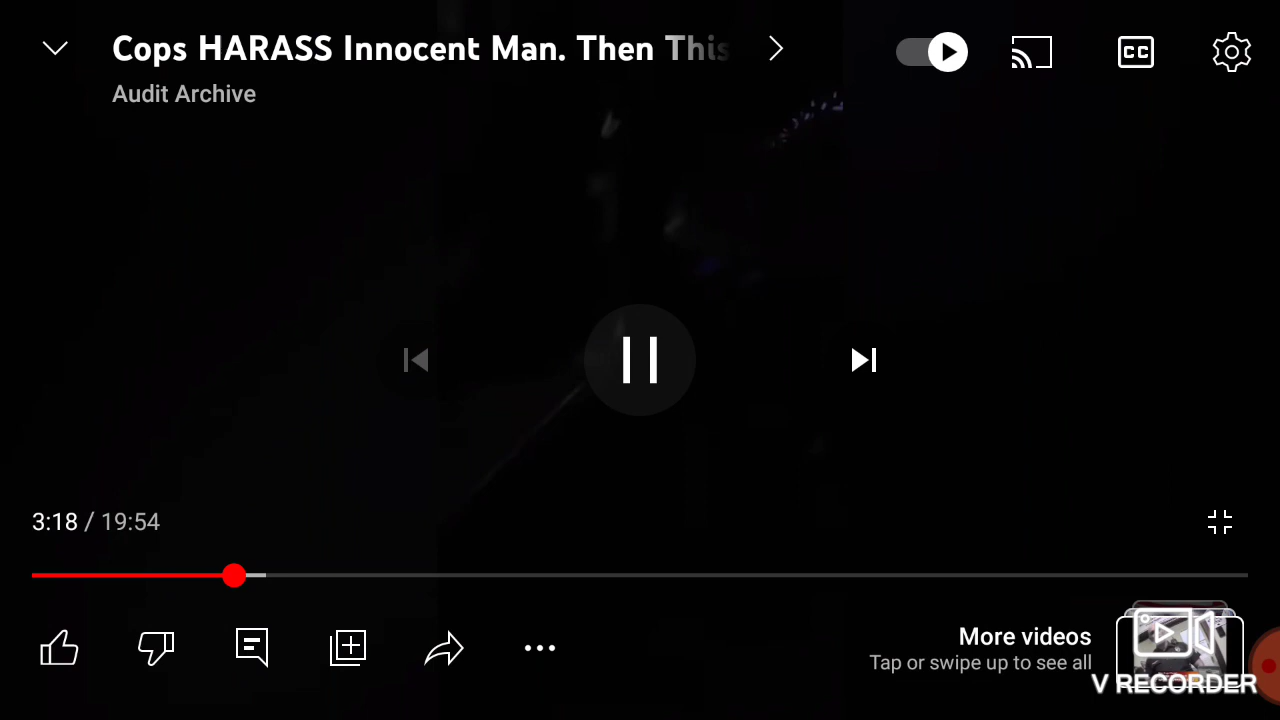 Cops HARASS Innocent Man. Then This
Audit Archive
CC
3:18 / 19:54
More videos
Tap or swipe up to see all
V RECORDER